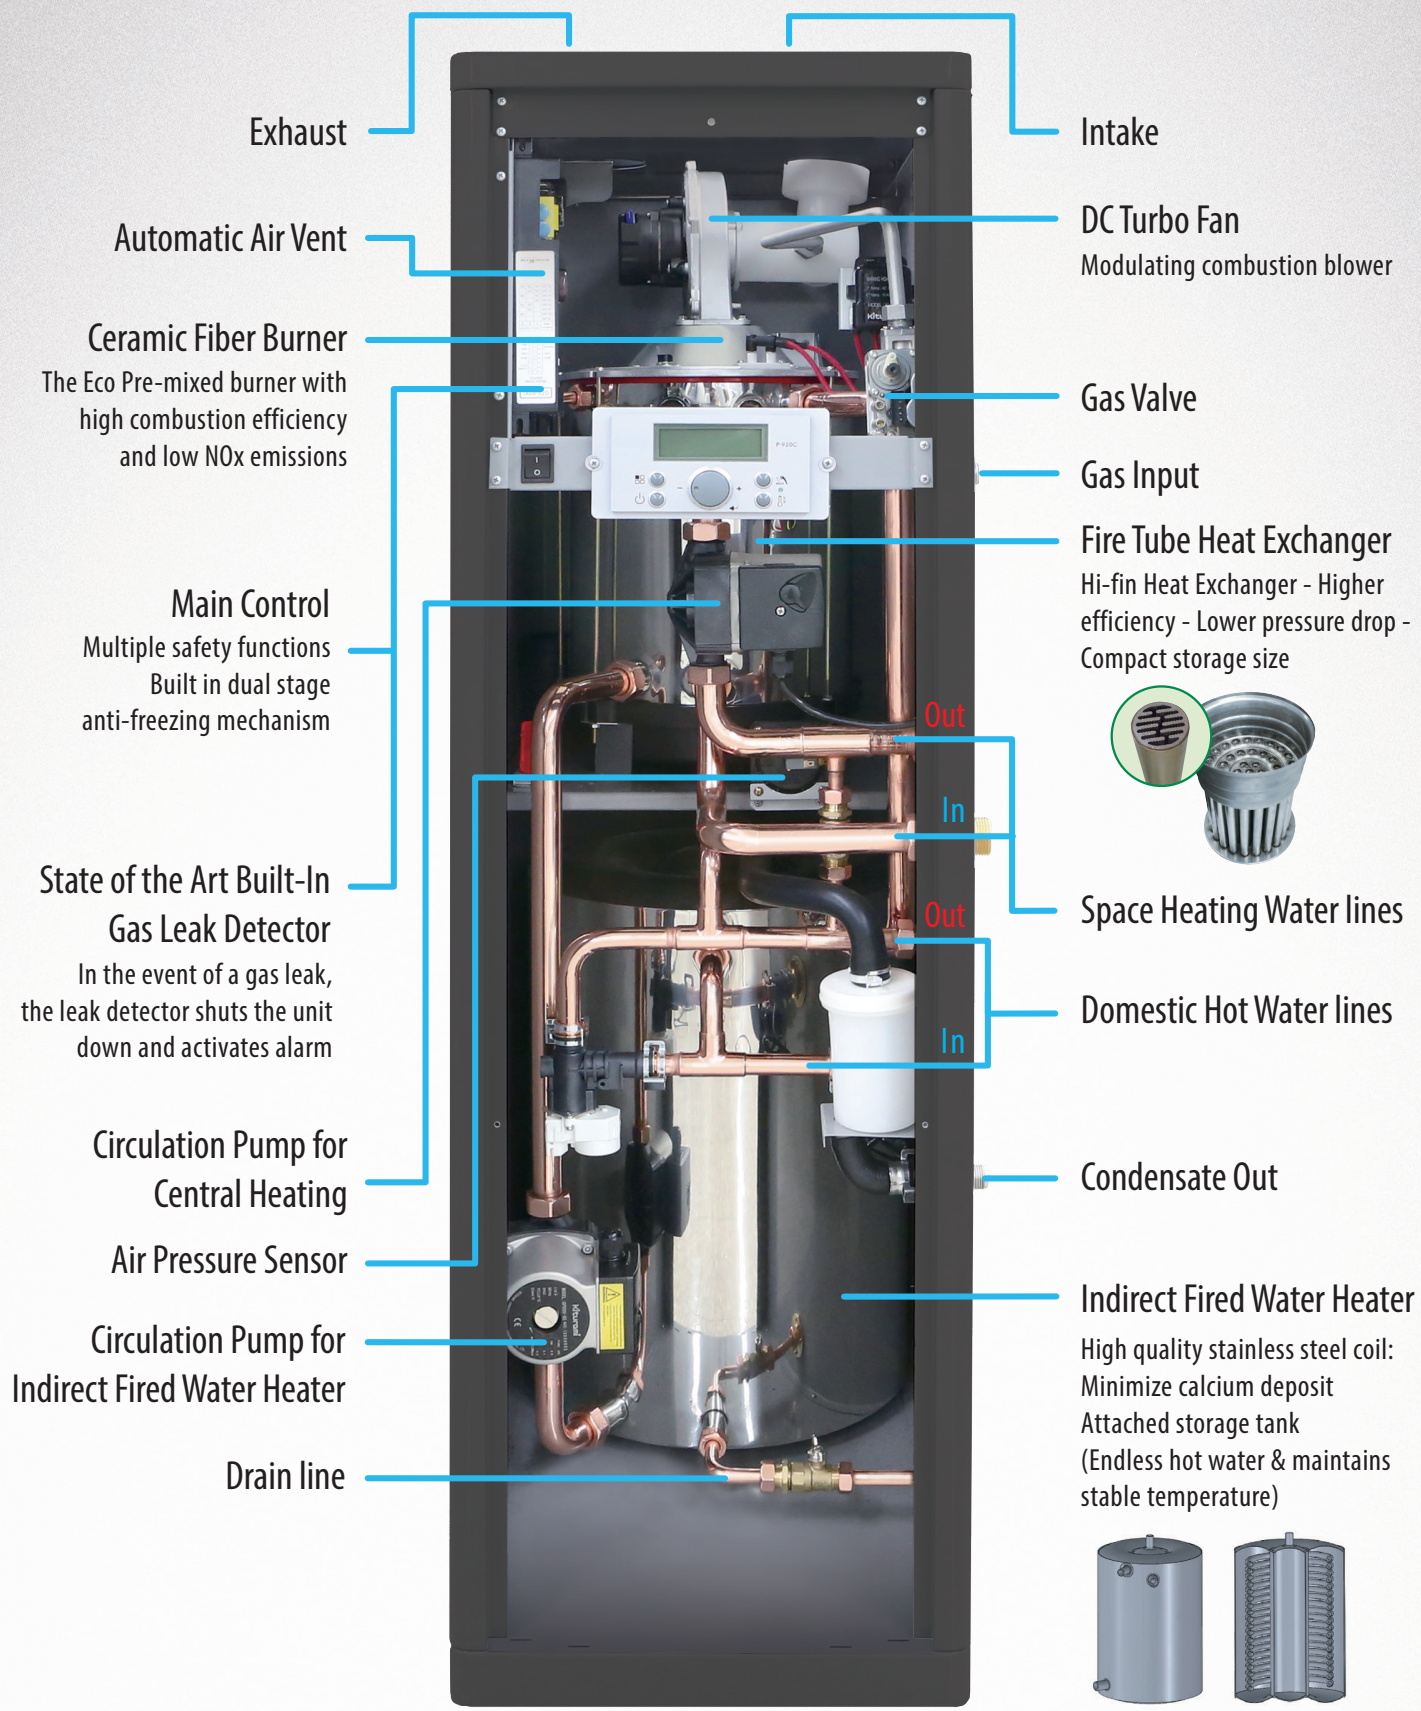 Exhaust
Automatic Air Vent
Ceramic Fiber Burner
The Eco Pre-mixed burner with
high combustion efficiency
and low NOx emissions
Main Control
Multiple safety functions
Built in dual stage
anti-freezing mechanism
State of the Art Built-In
Gas Leak Detector
In the event of a gas leak,
the leak detector shuts the unit
down and activates alarm
Circulation Pump for
Central Heating
Air Pressure Sensor
Circulation Pump for
Indirect Fired Water Heater
Drain line
Out
In
Out
In
Intake
DC Turbo Fan
Modulating combustion blower
Gas Valve
Gas Input
Fire Tube Heat Exchanger
Hi-fin Heat Exchanger - Higher
efficiency - Lower pressure drop -
Compact storage size
Space Heating Water lines
Domestic Hot Water lines
Condensate Out
Indirect Fired Water Heater
High quality stainless steel coil:
Minimize calcium deposit
Attached storage tank
(Endless hot water & maintains
stable temperature)